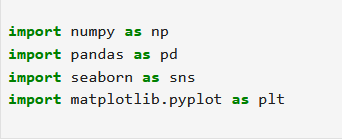 import numpy as np
import pandas as pd
import seaborn as sns
import matplotlib.pyplot as plt